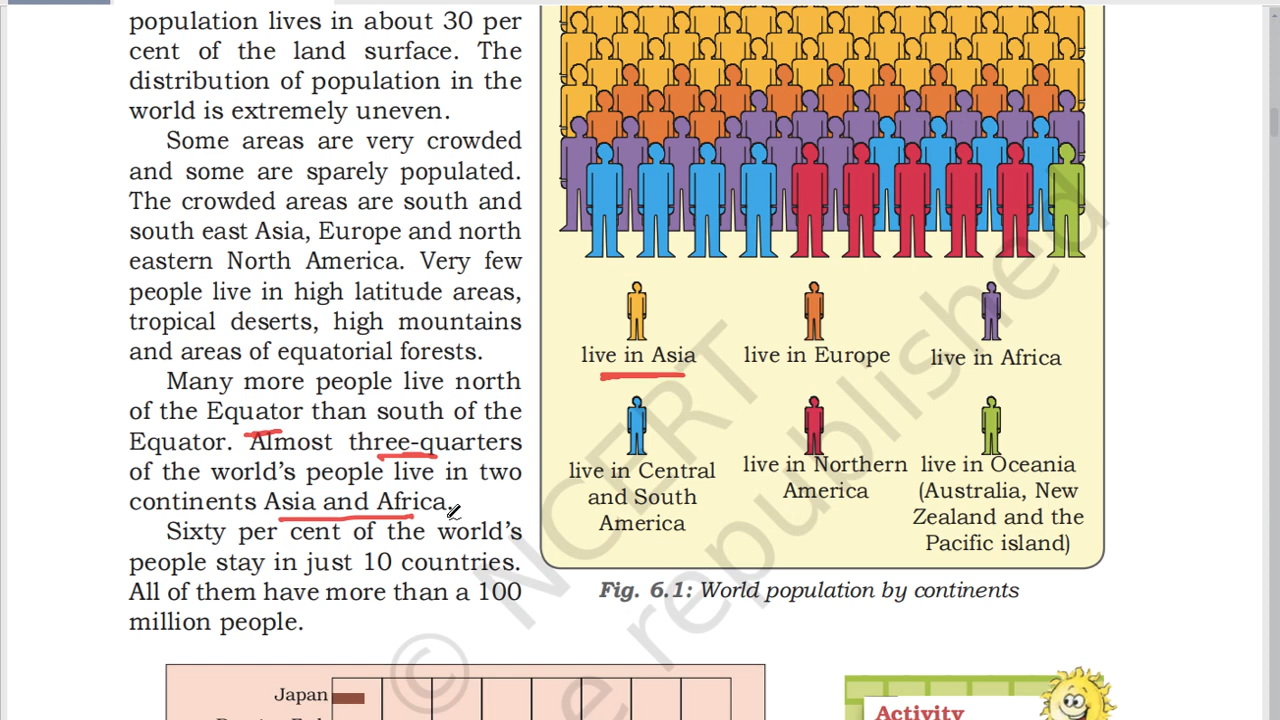 population lives in about 30 per
cent of the land surface. The
distribution of population in the
world is extremely uneven.
Some areas are very crowded
and some are sparely populated.
The crowded areas are south and
south east Asia, Europe and north
eastern North America. Very few
people live in high latitude areas,
tropical deserts, high mountains
and areas of equatorial forests.
Many more people live north
of the Equator than south of the
Equator. Almost three-quarters
of the world's people live in two
continents Asia and Africa.
Sixty per cent of the world's
people stay in just 10 countries.
All of them have more than a 100
million people.
live in Asia
live in Europe
live in Africa
live in Central
and South
America
live in Northern
America
live in Oceania
(Australia, New
Zealand and the
Pacific island)
Fig. 6.1: World population by continents
Japan
Activity
© NCERT
be republished